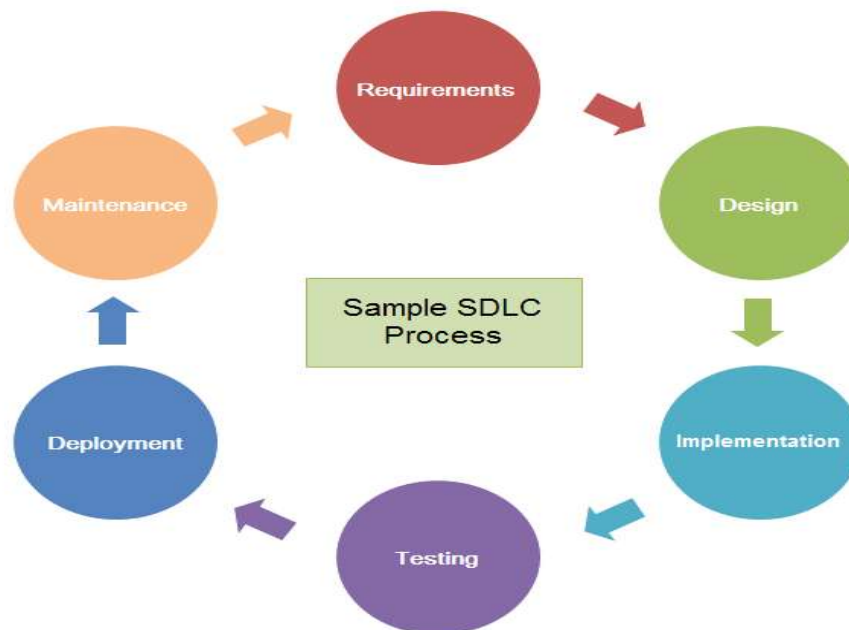 Requirements
Maintenance
Design
Sample SDLC
Process
Deployment
Implementation
Testing